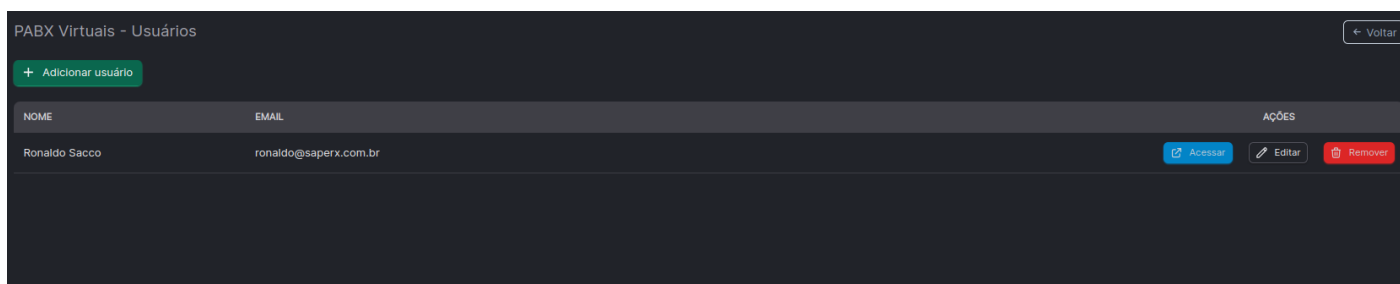 PABX Virtuais - Usuários
← Voltar
+ Adicionar usuário
NOME EMAIL AÇÕES
Ronaldo Sacco ronaldo@saperx.com.br Acessar Editar Remover